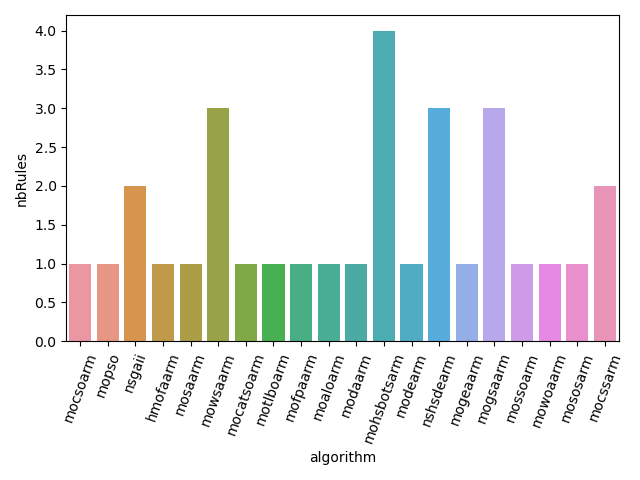 4.0
3.5
3.0
2.5
2.0
1.5
1.0
0.5
0.0
nbRules
mocsoarm
mopso
nsgaii
hmofaarm
mosaarm
mowsaarm
mocatsoarm
motlboarm
mofpaarm
moaloarm
modaarm
mohsbotsarm
modearm
nshsdearm
mogeaarm
mogsaarm
mossoarm
mowoaarm
mososarm
mocssarm
algorithm